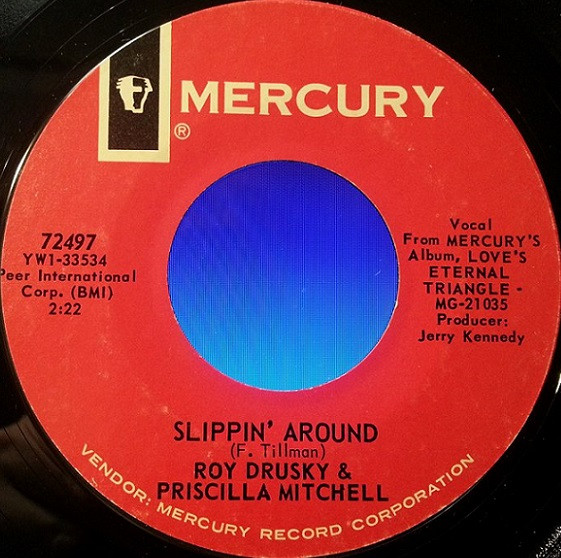 MERCURY
®
72497
YW1-33534
Peer International
Corp. (BMI)
2:22
Vocal
From MERCURY'S
Album, LOVE'S
ETERNAL
TRIANGLE -
MG-21035
Producer:
Jerry Kennedy
SLIPPIN' AROUND
(F. Tillman)
ROY DRUSKY &
PRISCILLA MITCHELL
VENDOR: MERCURY RECORD CORPORATION